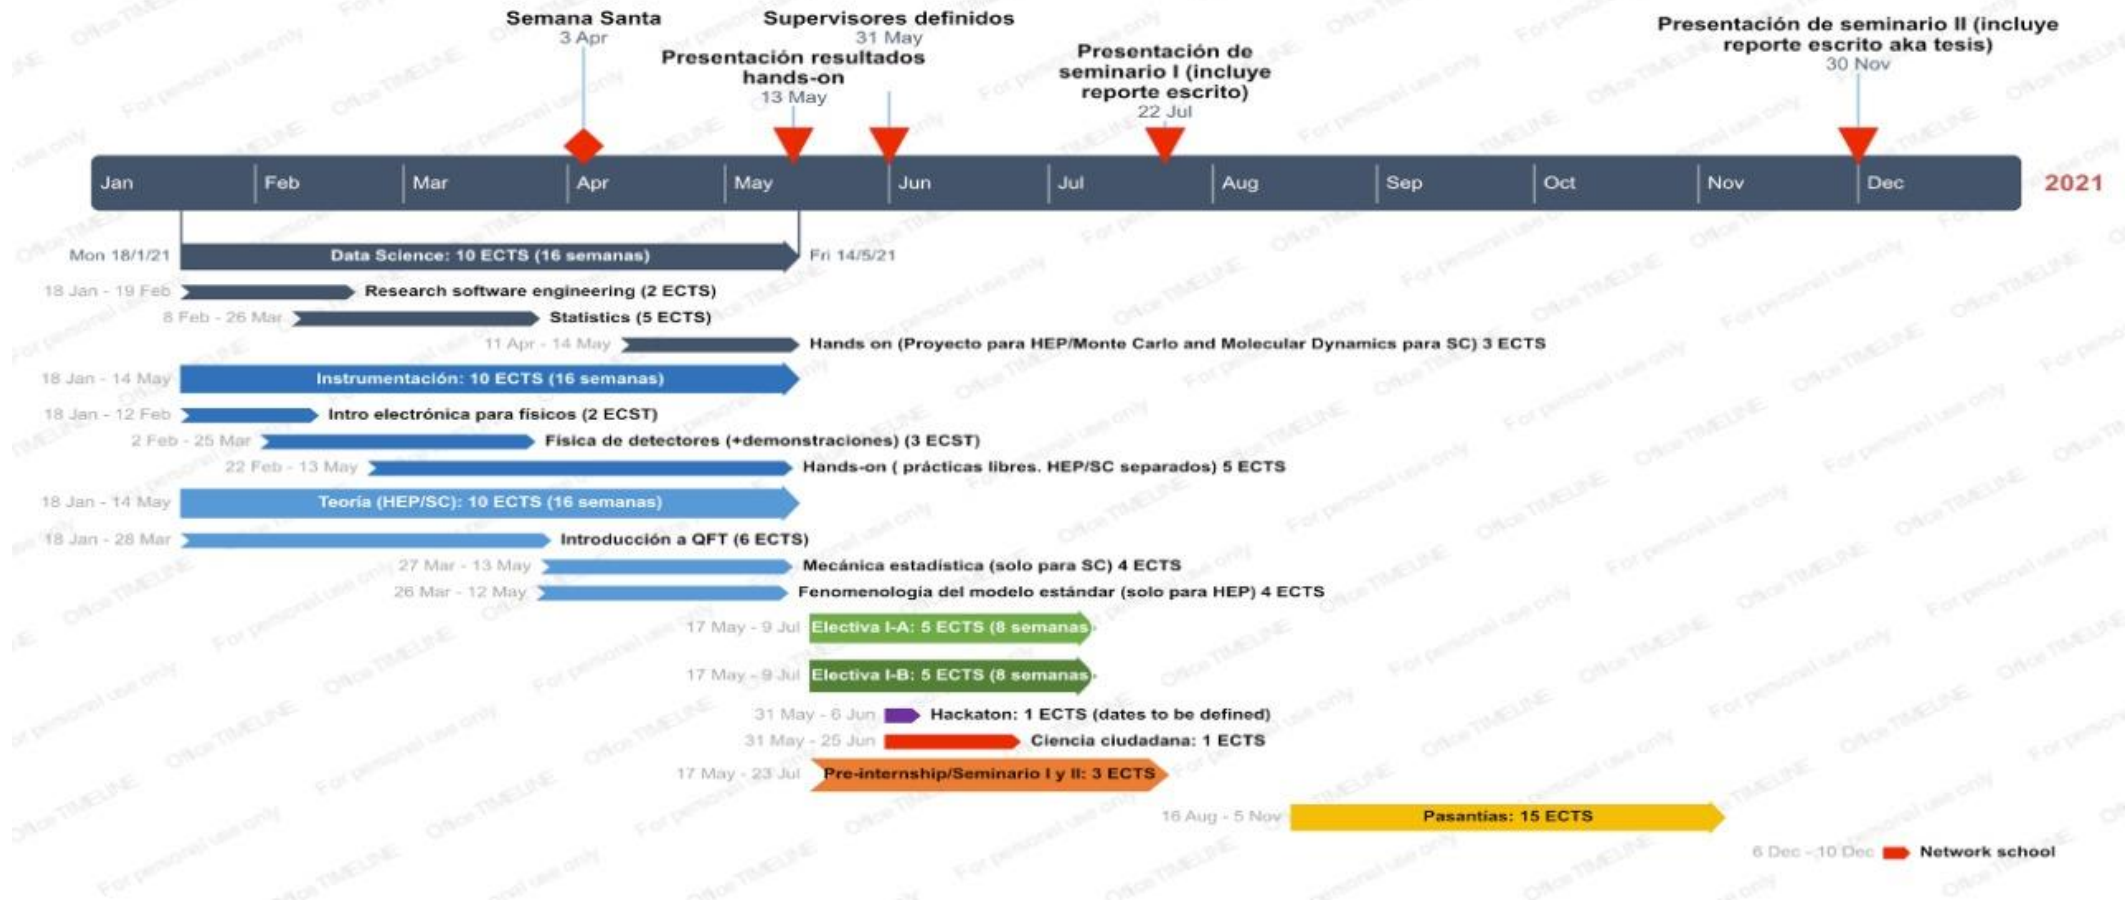 Semana Santa
3 Apr
Supervisores definidos
31 May
Presentación resultados
hands-on
13 May
Presentación de
seminario I (incluye
reporte escrito)
22 Jul
Presentación de seminario II (incluye
reporte escrito aka tesis)
30 Nov
Jan Feb Mar Apr May Jun Jul Aug Sep Oct Nov Dec 2021
Mon 18/1/21 Data Science: 10 ECTS (16 semanas) Fri 14/5/21
18 Jan - 19 Feb Research software engineering (2 ECTS)
8 Feb - 26 Mar Statistics (5 ECTS)
11 Apr - 14 May Hands on (Proyecto para HEP/Monte Carlo and Molecular Dynamics para SC) 3 ECTS
18 Jan - 14 May Instrumentación: 10 ECTS (16 semanas)
18 Jan - 12 Feb Intro electrónica para físicos (2 ECST)
2 Feb - 25 Mar Física de detectores (+demonstraciones) (3 ECST)
22 Feb - 13 May Hands-on ( prácticas libres. HEP/SC separados) 5 ECTS
18 Jan - 14 May Teoría (HEP/SC): 10 ECTS (16 semanas)
18 Jan - 28 Mar Introducción a QFT (6 ECTS)
27 Mar - 13 May Mecánica estadística (solo para SC) 4 ECTS
26 Mar - 12 May Fenomenología del modelo estándar (solo para HEP) 4 ECTS
17 May - 9 Jul Electiva I-A: 5 ECTS (8 semanas)
17 May - 9 Jul Electiva I-B: 5 ECTS (8 semanas)
31 May - 6 Jun Hackaton: 1 ECTS (dates to be defined)
31 May - 25 Jun Ciencia ciudadana: 1 ECTS
17 May - 23 Jul Pre-internship/Seminario I y II: 3 ECTS
16 Aug - 5 Nov Pasantías: 15 ECTS
6 Dec - 10 Dec Network school
For personal use only
Office TIMELINE